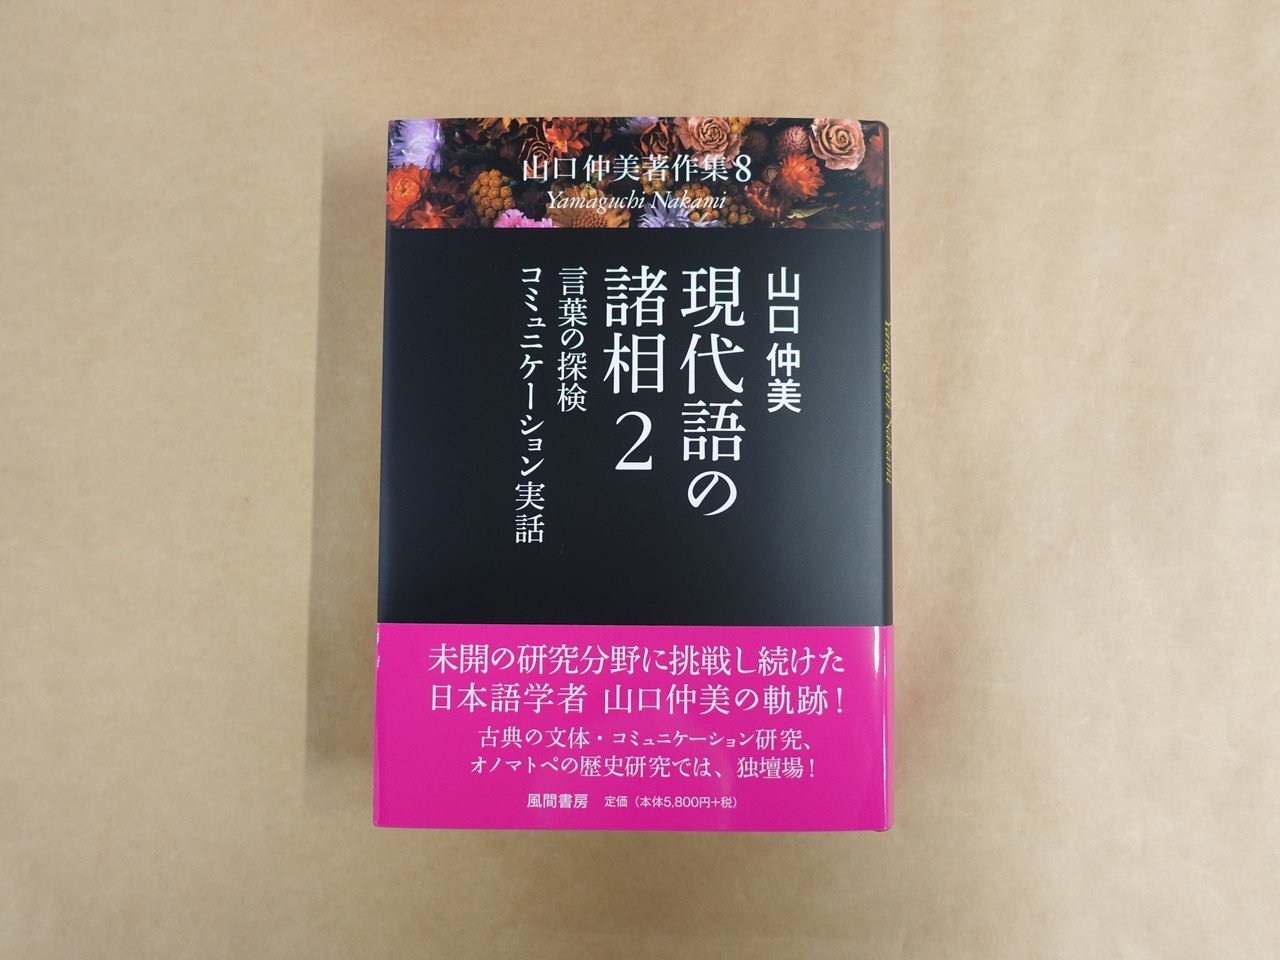 山口仲美著作集8
Yamaguchi Nakami
山口仲美
現代語の
諸相2
言葉の探検
コミュニケーション実話
Yamaguchi Nakami
未開の研究分野に挑戦し続けた
日本語学者 山口仲美の軌跡！
古典の文体・コミュニケーション研究、
オノマトペの歴史研究では、独壇場！
風間書房 定価（本体5,800円＋税）